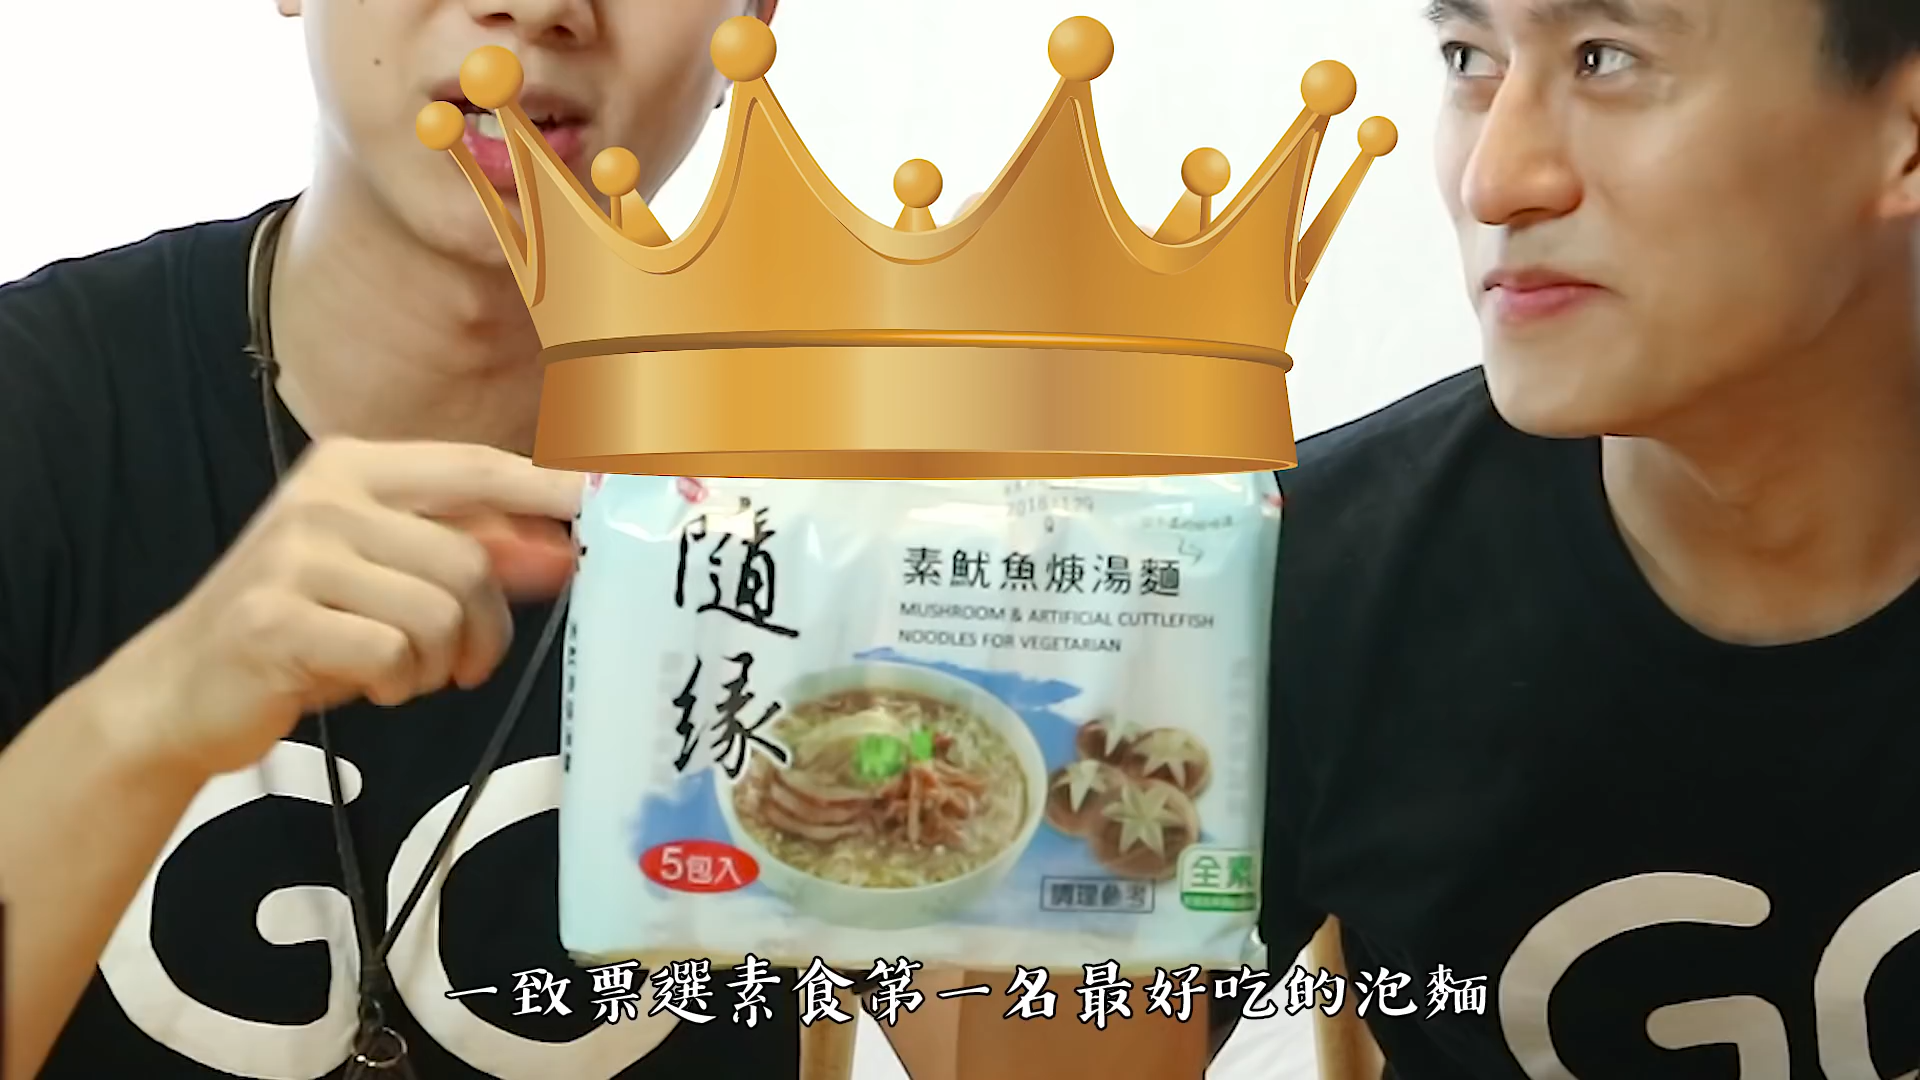 隨緣
素魷魚焿湯麵
MUSHROOM & ARTIFICIAL CUTTLEFISH
NOODLES FOR VEGETARIAN
5包入
調理參考
全素
GO
GO
一致票選素食第一名最好吃的泡麵